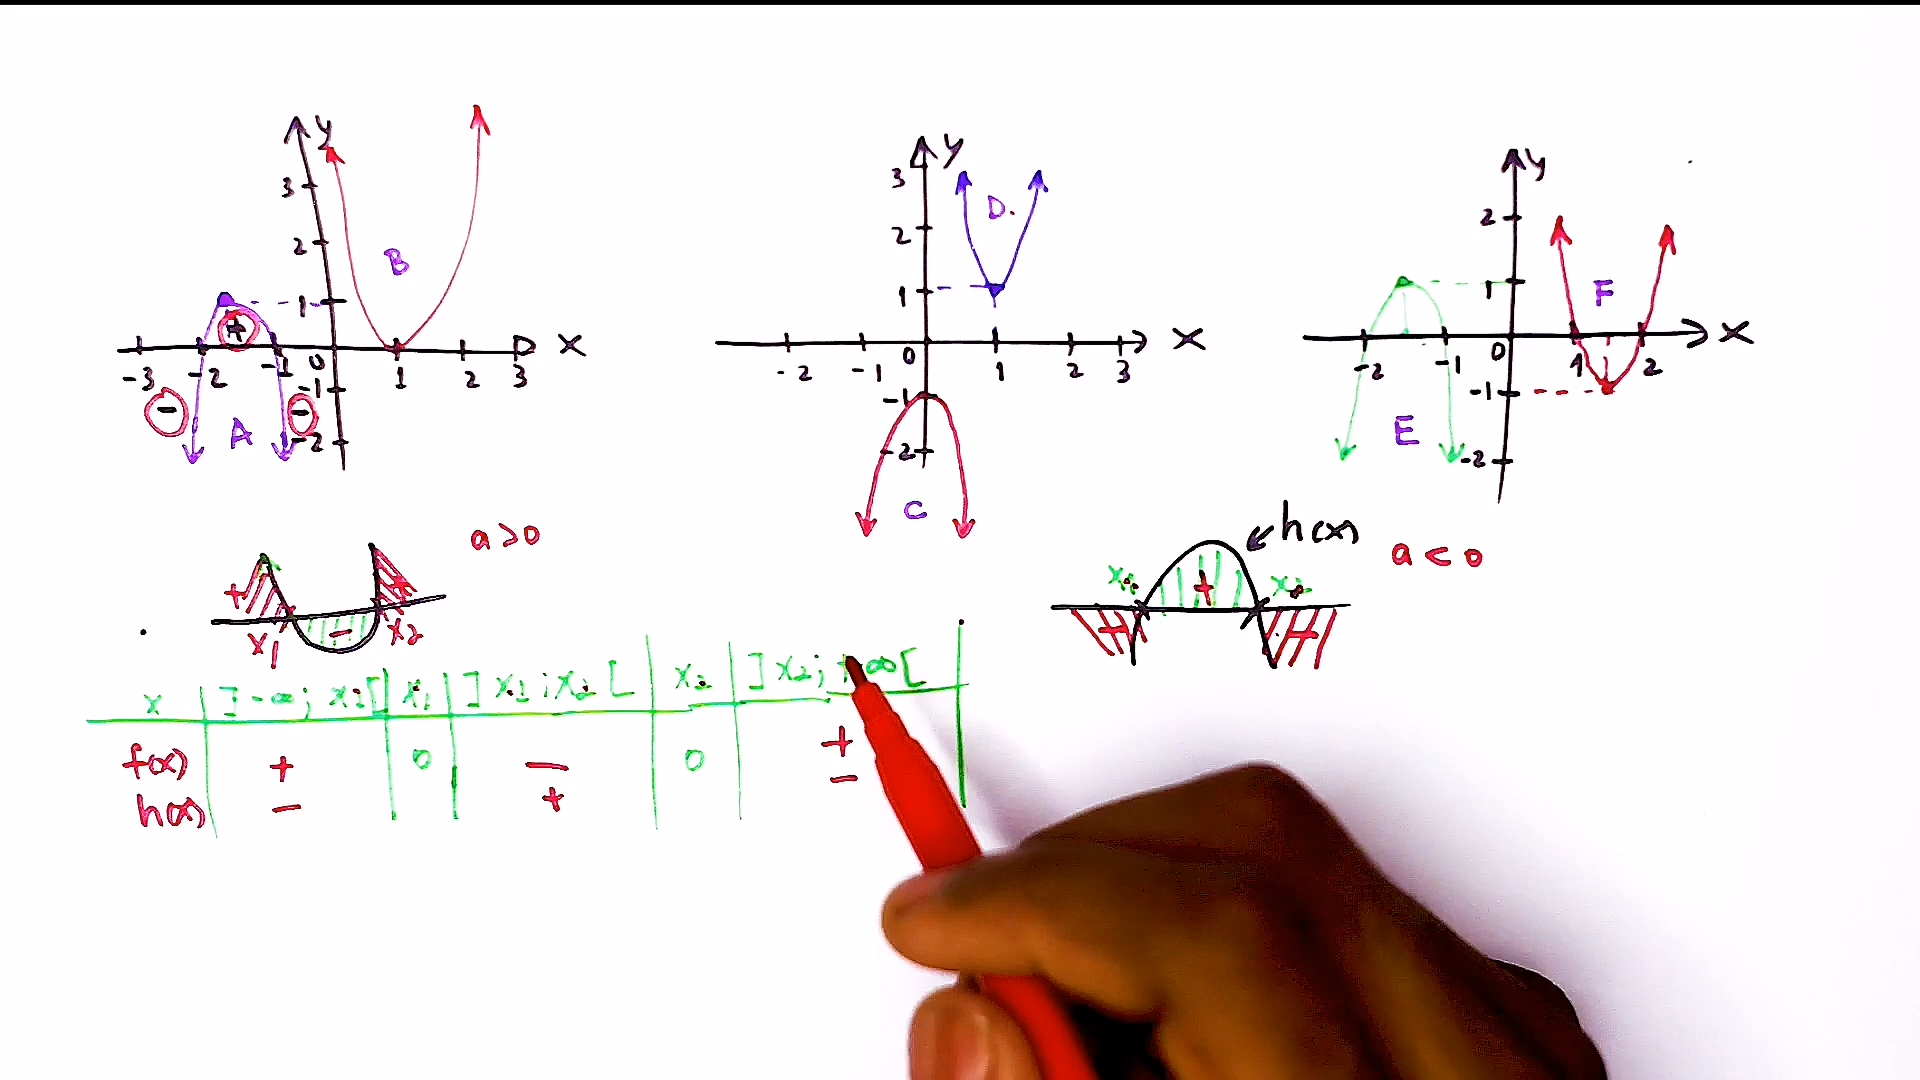 y
3
2
1
B
-3 -2 -1 0 1 2 3 x
-1
-2
+
-
-
A
y
3
2
1
D.
-2 -1 0 1 2 3 x
-1
-2
C
y
2
1
F
-2 -1 0 1 2 x
-1
-2
E
a>0
+ - x1 x2
h(x)
a<0
+
x ]-∞; x1[ x1 ]x1;x2[ x2 ]x2; +∞[
f(x) + 0 - 0 +
h(x) - + -